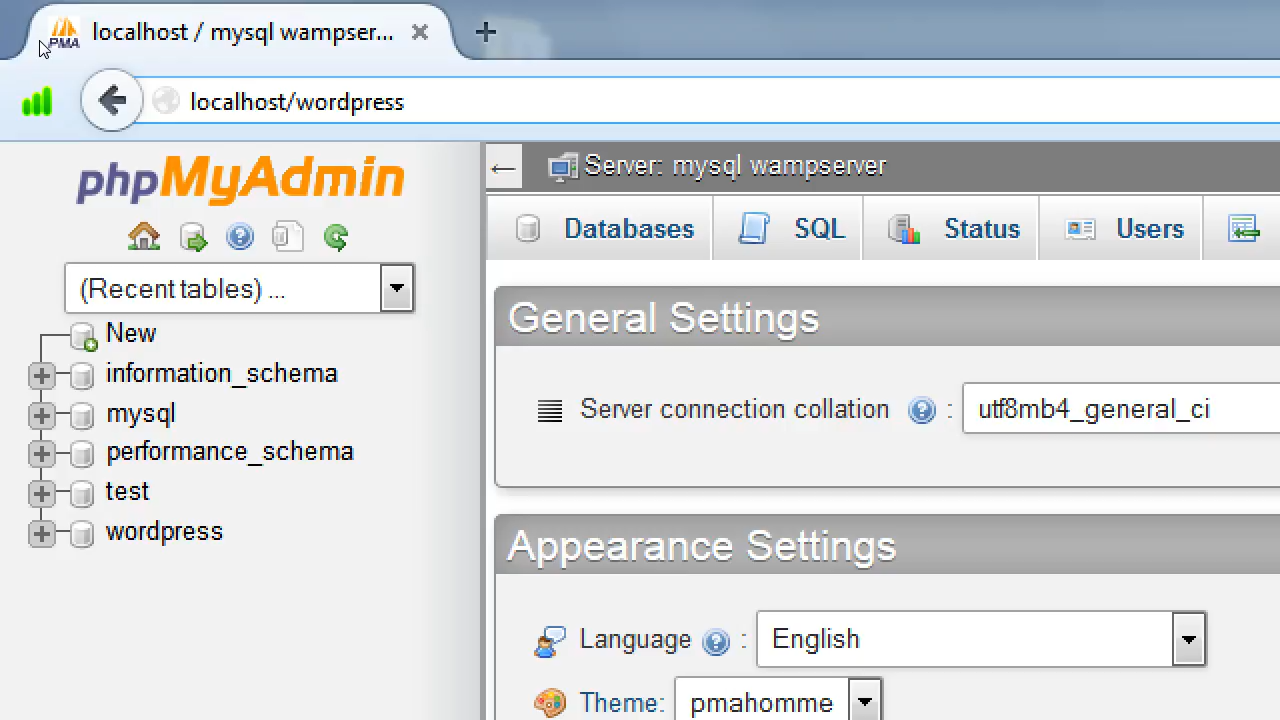 localhost / mysql wampser...
PMA
localhost/wordpress
phpMyAdmin
Server: mysql wampserver
Databases
SQL
Status
Users
(Recent tables) ...
New
information_schema
mysql
performance_schema
test
wordpress
General Settings
Server connection collation :
utf8mb4_general_ci
Appearance Settings
Language :
English
Theme:
pmahomme